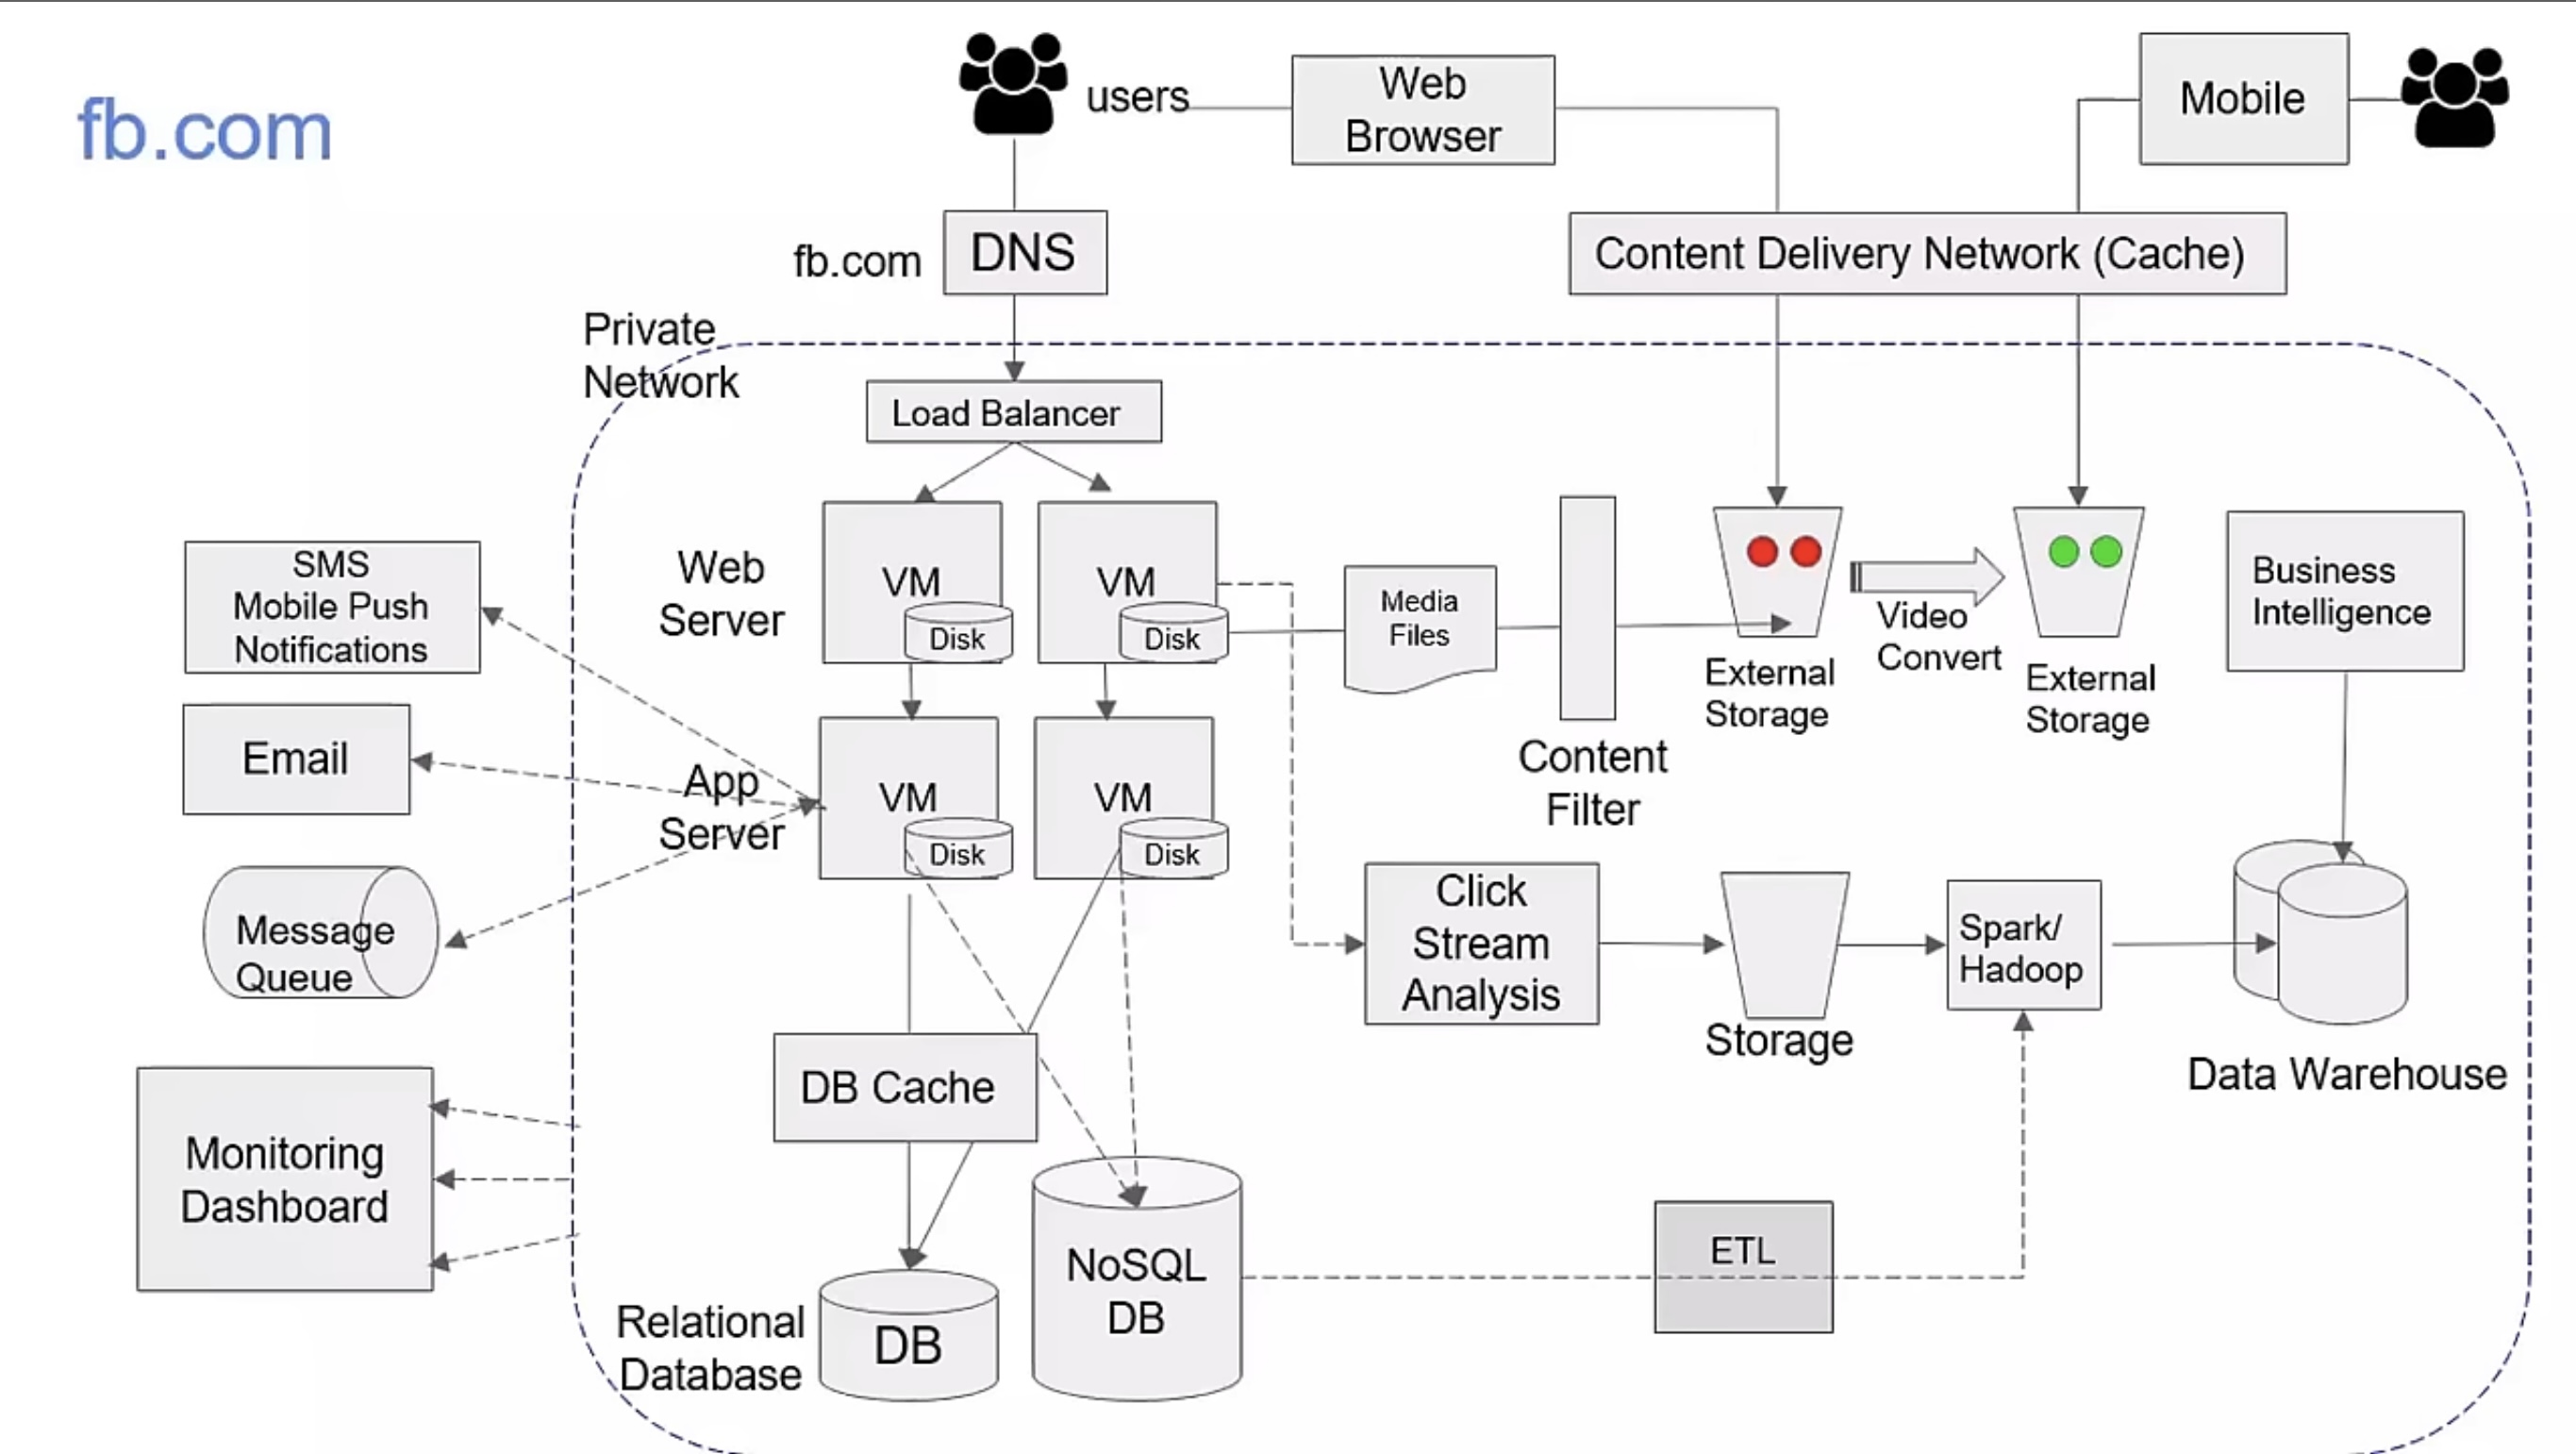 fb.com
users
Web
Browser
Mobile
fb.com
DNS
Content Delivery Network (Cache)
Private
Network
Load Balancer
Web
Server
VM
Disk
VM
Disk
Media
Files
Content
Filter
External
Storage
Video
Convert
External
Storage
Business
Intelligence
SMS
Mobile Push
Notifications
Email
Message
Queue
App
Server
VM
Disk
VM
Disk
Click
Stream
Analysis
Storage
Spark/
Hadoop
Data Warehouse
Monitoring
Dashboard
DB Cache
Relational
Database
DB
NoSQL
DB
ETL